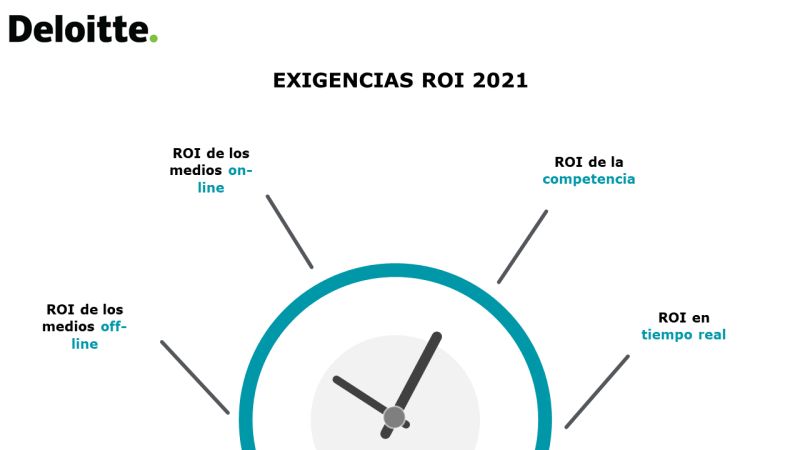 Deloitte.
EXIGENCIAS ROI 2021
ROI de los
medios on-
line
ROI de la
competencia
ROI de los
medios off-
line
ROI en
tiempo real